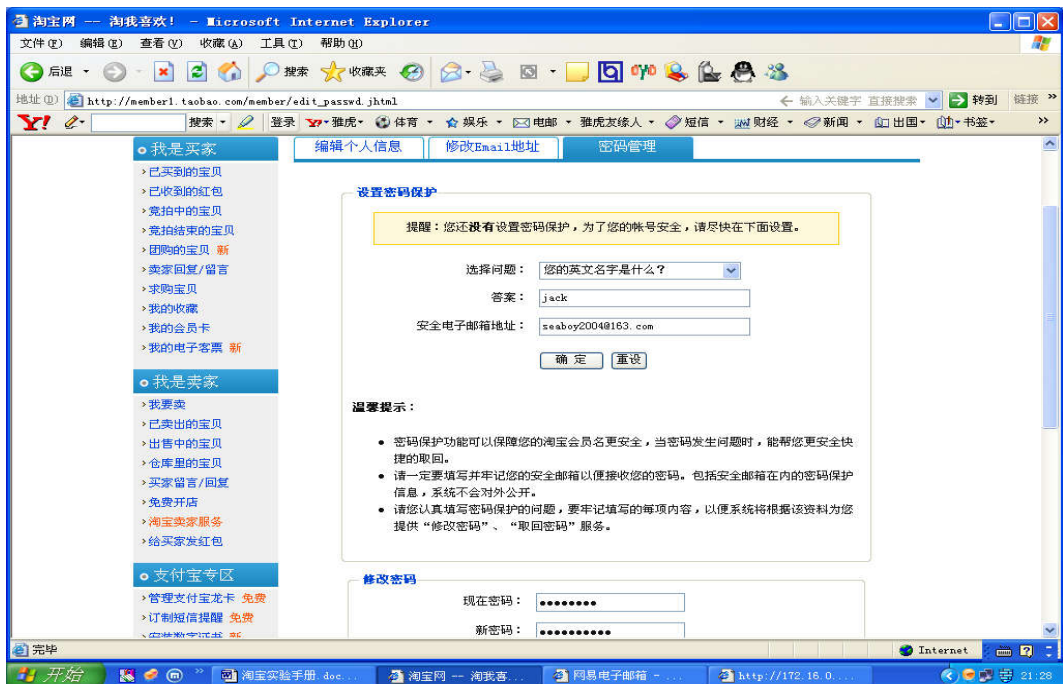 淘宝网 -- 淘我喜欢! - Microsoft Internet Explorer
文件(F) 编辑(E) 查看(V) 收藏(A) 工具(T) 帮助(H)
后退 搜索 收藏夹
地址(D) http://member1.taobao.com/member/edit_passwd.jhtml 输入关键字 直接搜索 转到 链接 »
Y! 搜索 登录 雅虎 体育 娱乐 电邮 雅虎友缘人 短信 财经 新闻 出国 书签 »
我是买家
>已买到的宝贝
>已收到的红包
>竞拍中的宝贝
>竞拍结束的宝贝
>团购的宝贝 新
>卖家回复/留言
>求购宝贝
>我的收藏
>我的会员卡
>我的电子客票 新
我是卖家
>我要卖
>已卖出的宝贝
>出售中的宝贝
>仓库里的宝贝
>买家留言/回复
>免费开店
>淘宝卖家服务
>给买家发红包
支付宝专区
>管理支付宝龙卡 免费
>订制短信提醒 免费
>安装数字证书 新
编辑个人信息 修改Email地址 密码管理
设置密码保护
提醒：您还没有设置密码保护，为了您的帐号安全，请尽快在下面设置。
选择问题： 您的英文名字是什么？
答案： jack
安全电子邮箱地址： seaboy2004@163.com
确 定 重设
温馨提示：
● 密码保护功能可以保障您的淘宝会员名更安全，当密码发生问题时，能帮您更安全快
捷的取回。
● 请一定要填写并牢记您的安全邮箱以便接收您的密码。包括安全邮箱在内的密码保护
信息，系统不会对外公开。
● 请您认真填写密码保护的问题，要牢记填写的每项内容，以便系统将根据该资料为您
提供“修改密码”、“取回密码”服务。
修改密码
现在密码： ●●●●●●●●
新密码： ●●●●●●●●●●
完毕 Internet
开始 » 淘宝实验手册.doc... 淘宝网 -- 淘我喜... 网易电子邮箱 - ... http://172.16.0.... 21:28